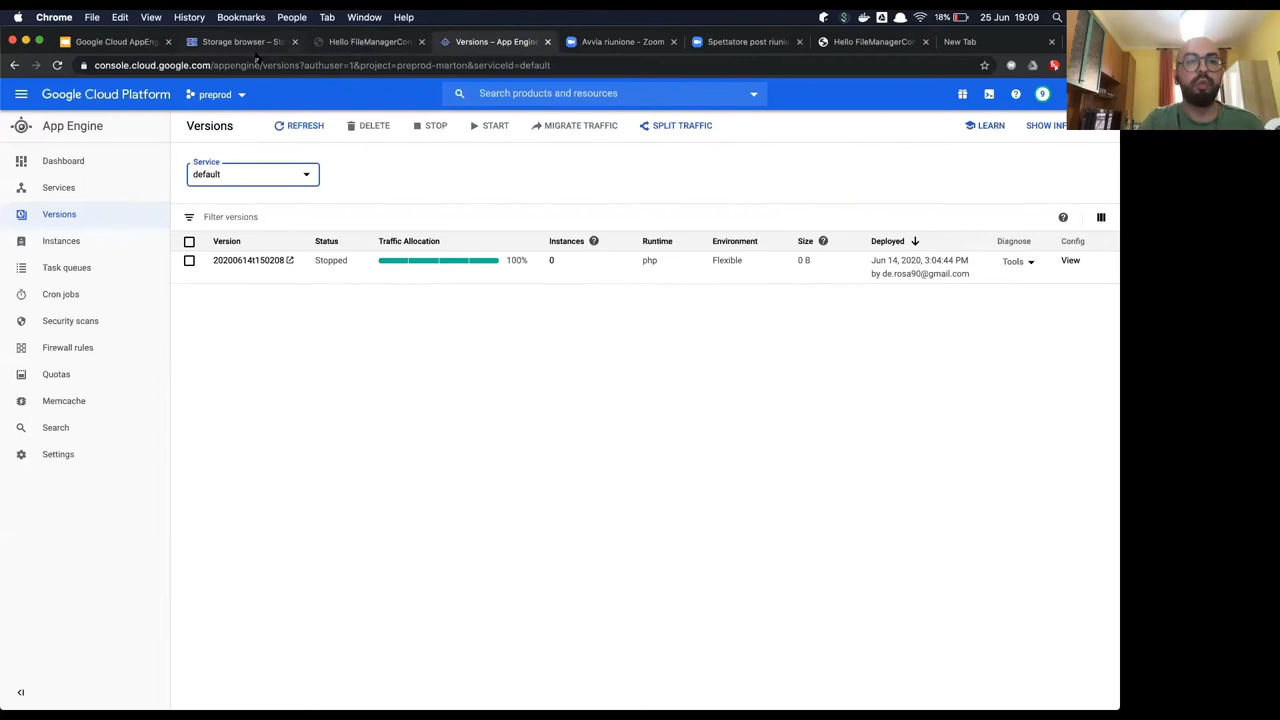 Chrome File Edit View History Bookmarks People Tab Window Help 18% 25 Jun 19:09
Google Cloud AppEn Storage browser – Sto Hello FileManagerCon Versions – App Engine Avvia riunione - Zoom Spettatore post riunio Hello FileManagerCon New Tab
console.cloud.google.com/appengine/versions?authuser=1&project=preprod-marton&serviceId=default
Google Cloud Platform preprod Search products and resources 9
App Engine Versions REFRESH DELETE STOP START MIGRATE TRAFFIC SPLIT TRAFFIC LEARN SHOW INF
Dashboard
Services
Versions
Instances
Task queues
Cron jobs
Security scans
Firewall rules
Quotas
Memcache
Search
Settings
Service
default
Filter versions
Version Status Traffic Allocation Instances Runtime Environment Size Deployed Diagnose Config
20200614t150208 Stopped 100% 0 php Flexible 0 B Jun 14, 2020, 3:04:44 PM Tools View
by de.rosa90@gmail.com